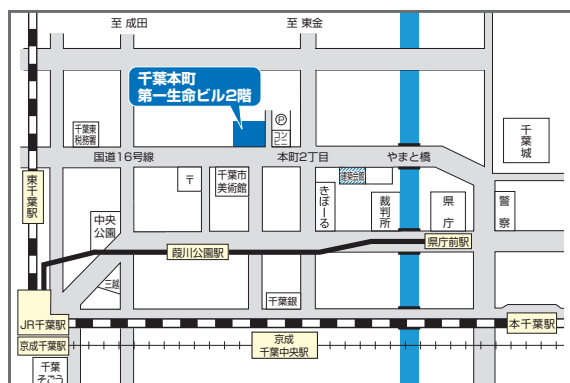 至 成田
至 東金
千葉本町
第一生命ビル2階
千葉東
税務署
Ⓟ
コン
ビニ
千葉城
国道16号線
本町2丁目
やまと橋
東千葉駅
〒
千葉市
美術館
きぼーる
裁判所
県庁
警察
中央
公園
葭川公園駅
県庁前駅
三越
千葉銀
JR千葉駅
本千葉駅
京成千葉駅
京成
千葉中央駅
千葉
そごう